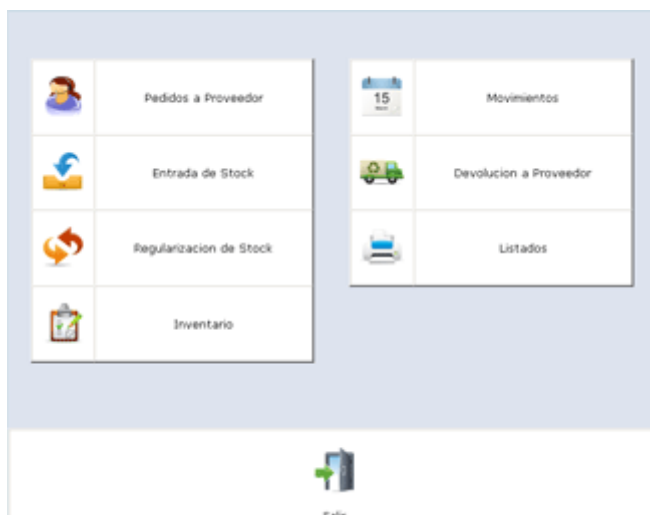 Pedidos a Proveedor
Entrada de Stock
Regularizacion de Stock
Inventario
15
Movimientos
Devolucion a Proveedor
Listados